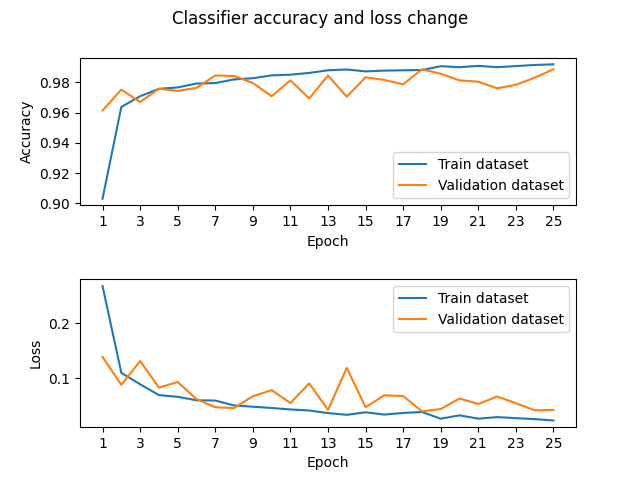 Classifier accuracy and loss change
Accuracy
0.98
0.96
0.94
0.92
0.90
Train dataset
Validation dataset
1 3 5 7 9 11 13 15 17 19 21 23 25
Epoch
Loss
0.2
0.1
Train dataset
Validation dataset
1 3 5 7 9 11 13 15 17 19 21 23 25
Epoch